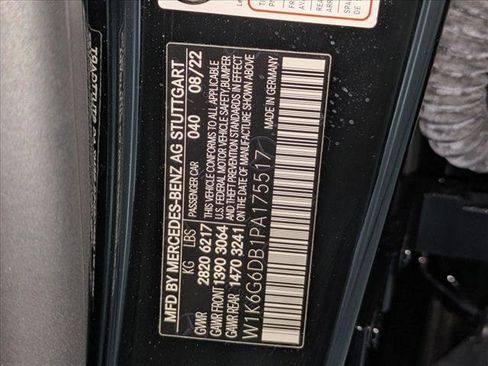 MFD BY MERCEDES-BENZ AG STUTTGART
PASSENGER CAR 040 08/22
KG LBS THIS VEHICLE CONFORMS TO ALL APPLICABLE
GVWR 2820 6217 U.S. FEDERAL MOTOR VEHICLE SAFETY, BUMPER
GAWR FRONT 1390 3064 AND THEFT PREVENTION STANDARDS IN EFFECT
GAWR REAR 1470 3241 ON THE DATE OF MANUFACTURE SHOWN ABOVE
W1K6G6DB1PA175517 MADE IN GERMANY